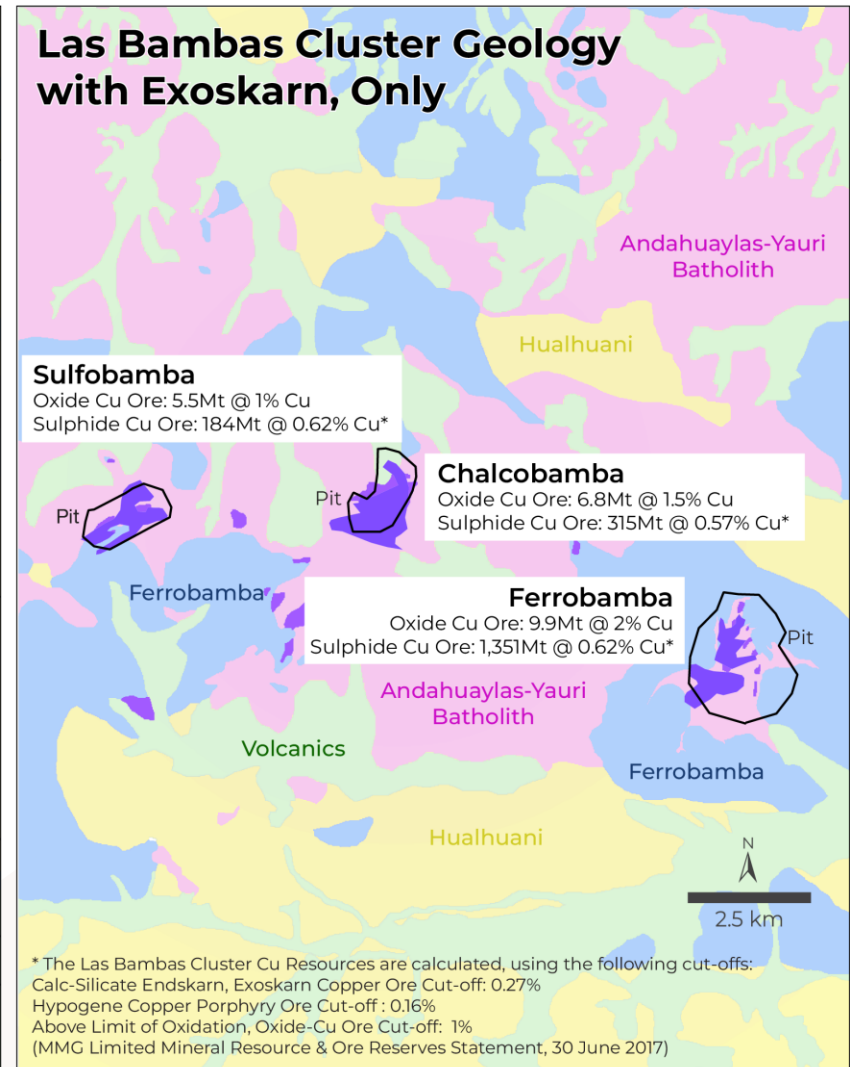 Las Bambas Cluster Geology
with Exoskarn, Only
Andahuaylas-Yauri
Batholith
Hualhuani
Sulfobamba
Oxide Cu Ore: 5.5Mt @ 1% Cu
Sulphide Cu Ore: 184Mt @ 0.62% Cu*
Chalcobamba
Oxide Cu Ore: 6.8Mt @ 1.5% Cu
Sulphide Cu Ore: 315Mt @ 0.57% Cu*
Pit
Pit
Ferrobamba
Ferrobamba
Oxide Cu Ore: 9.9Mt @ 2% Cu
Sulphide Cu Ore: 1,351Mt @ 0.62% Cu*
Pit
Andahuaylas-Yauri
Batholith
Volcanics
Ferrobamba
Hualhuani
N
2.5 km
* The Las Bambas Cluster Cu Resources are calculated, using the following cut-offs:
Calc-Silicate Endskarn, Exoskarn Copper Ore Cut-off: 0.27%
Hypogene Copper Porphyry Ore Cut-off : 0.16%
Above Limit of Oxidation, Oxide-Cu Ore Cut-off: 1%
(MMG Limited Mineral Resource & Ore Reserves Statement, 30 June 2017)